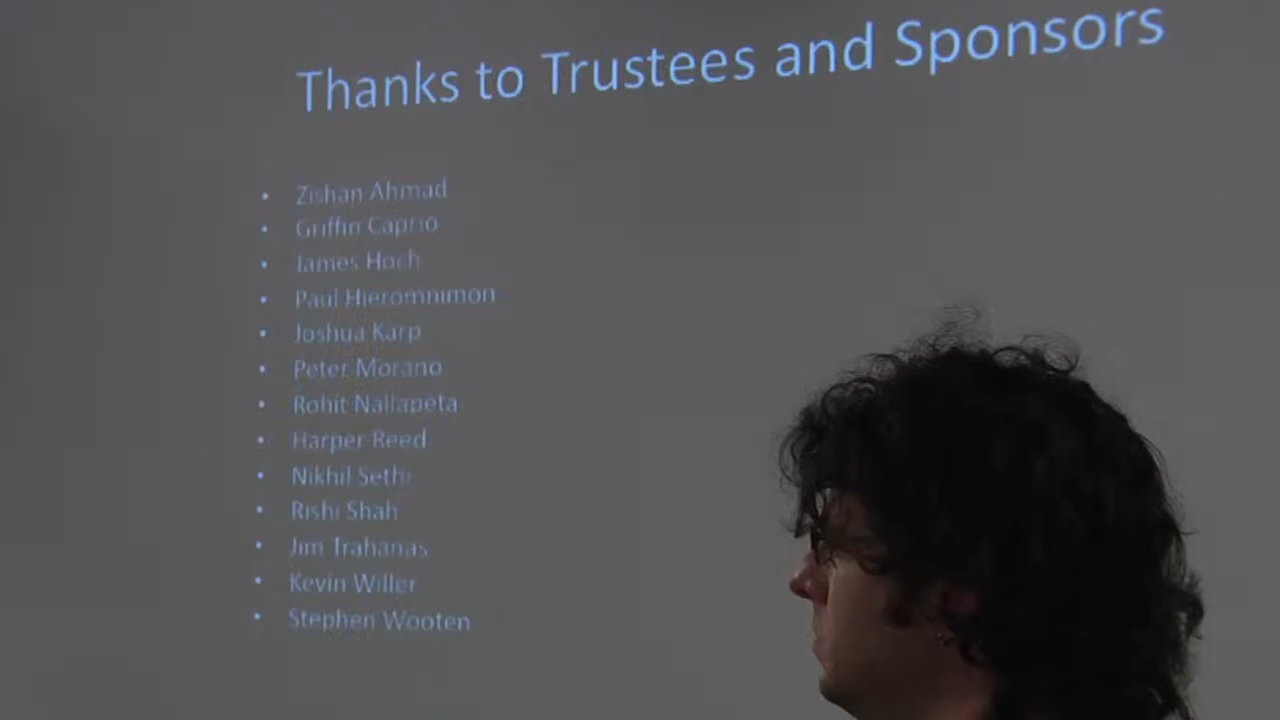 Thanks to Trustees and Sponsors
• Zishan Ahmad
• Griffin Caprio
• James Hoch
• Paul Hieromnimon
• Joshua Karp
• Peter Morano
• Rohit Nallapeta
• Harper Reed
• Nikhil Sethi
• Rishi Shah
• Jim Trahanas
• Kevin Willer
• Stephen Wooten